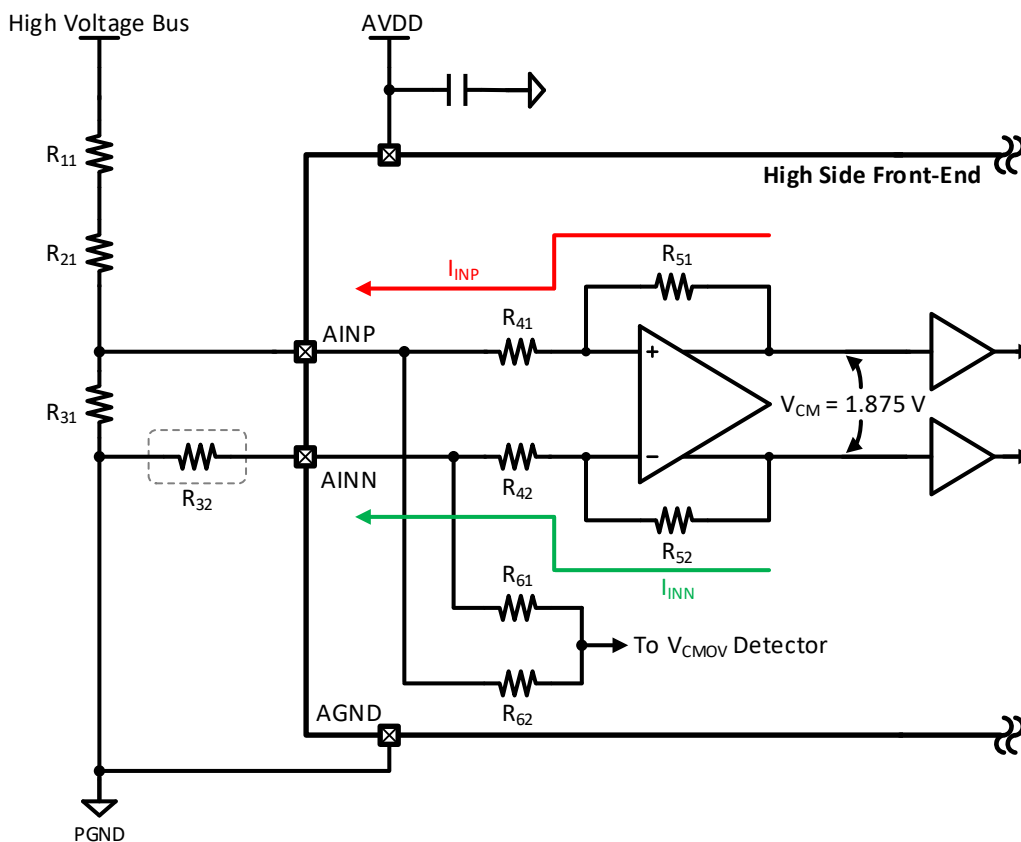 High Voltage Bus
AVDD
R11
High Side Front-End
R21
IINP
R51
AINP
R41
+
R31
VCM = 1.875 V
AINN
R42
−
R32
R52
R61
IINN
To VCMOV Detector
AGND
R62
PGND